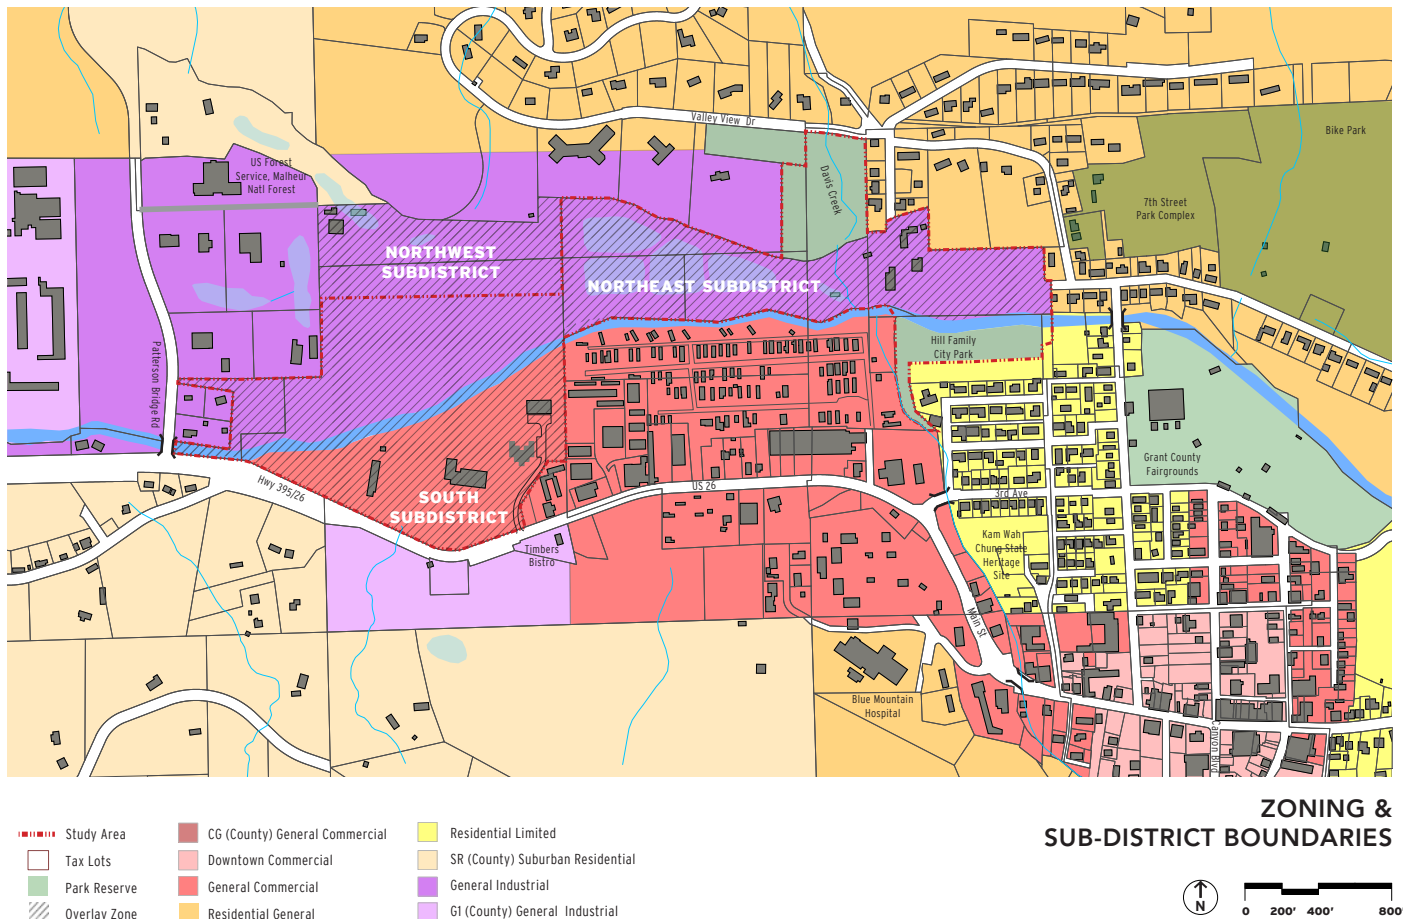 Valley View Dr
Bike Park
US Forest
Service, Malheur
Natl Forest
Davis Creek
7th Street
Park Complex
NORTHWEST
SUBDISTRICT
NORTHEAST SUBDISTRICT
Hill Family
City Park
Patterson Bridge Rd
Grant County
Fairgrounds
Hwy 395/26
US 26
SOUTH
SUBDISTRICT
3rd Ave
Timbers
Bistro
Kam Wah
Chung State
Heritage
Site
Main St
Blue Mountain
Hospital
Canyon Blvd
ZONING &
SUB-DISTRICT BOUNDARIES
Study Area
Tax Lots
Park Reserve
Overlay Zone
CG (County) General Commercial
Downtown Commercial
General Commercial
Residential General
Residential Limited
SR (County) Suburban Residential
General Industrial
G1 (County) General Industrial
N
0 200' 400' 800'